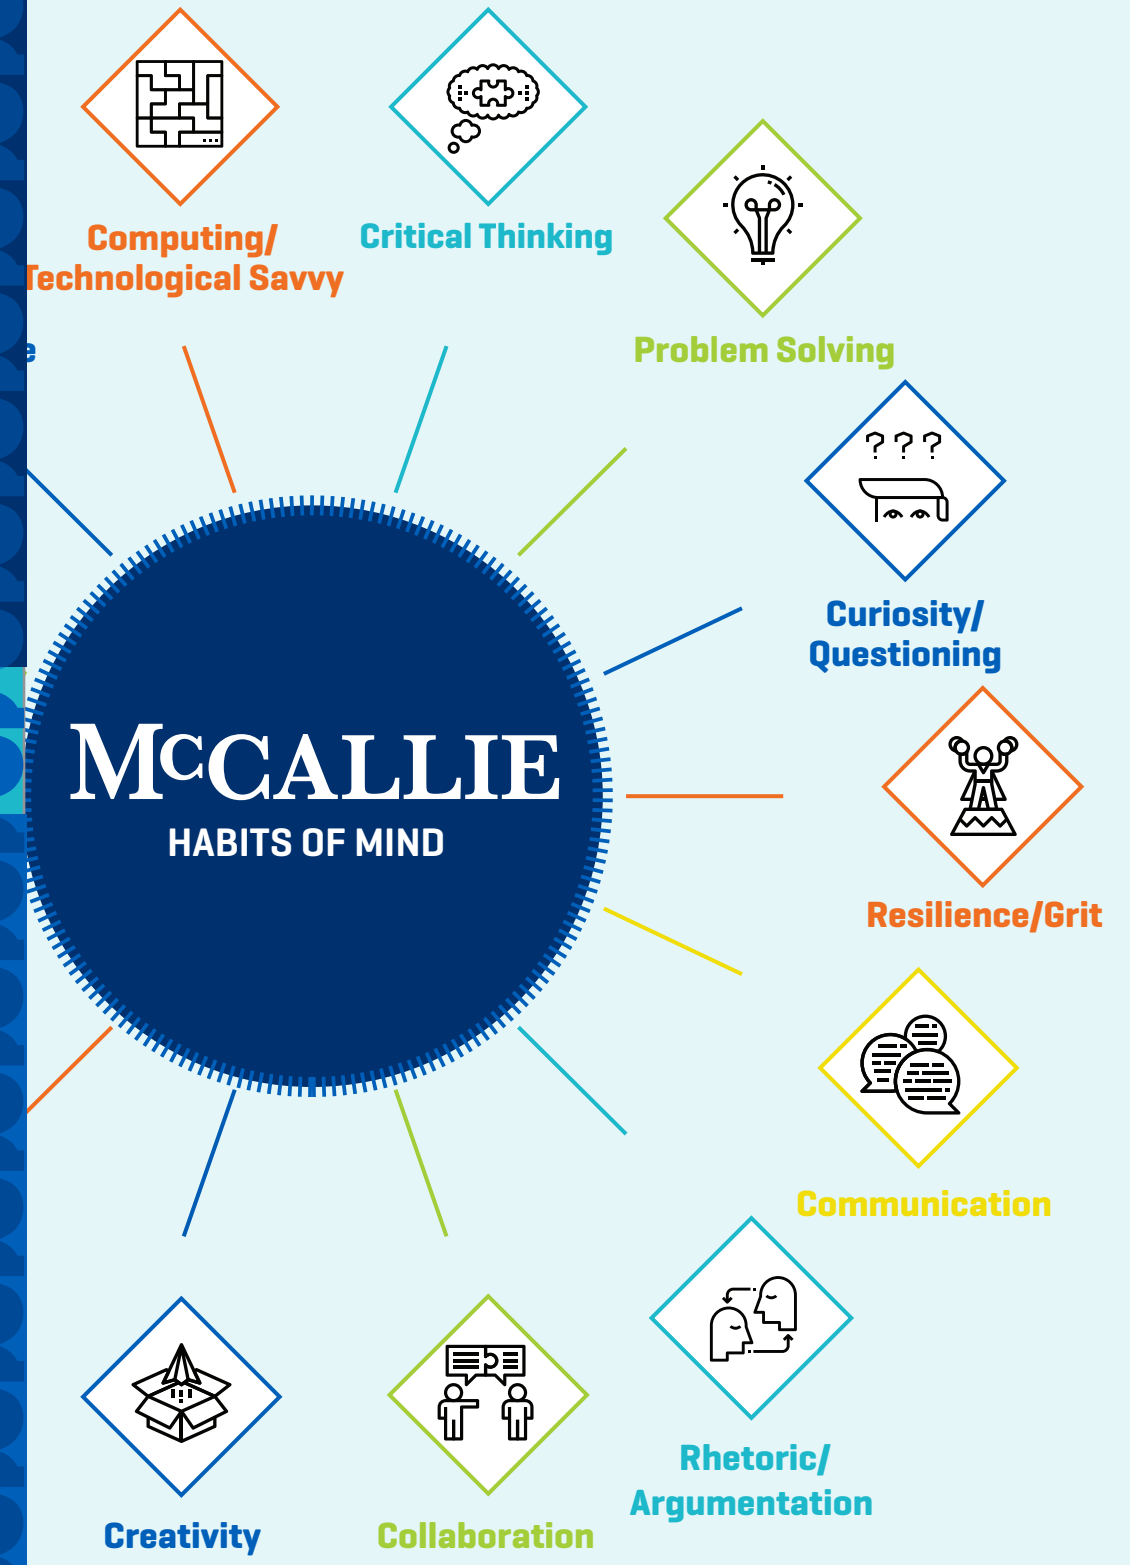 Computing/
Technological Savvy
Critical Thinking
Problem Solving
Curiosity/
Questioning
Resilience/Grit
McCALLIE
HABITS OF MIND
Communication
Rhetoric/
Argumentation
Collaboration
Creativity